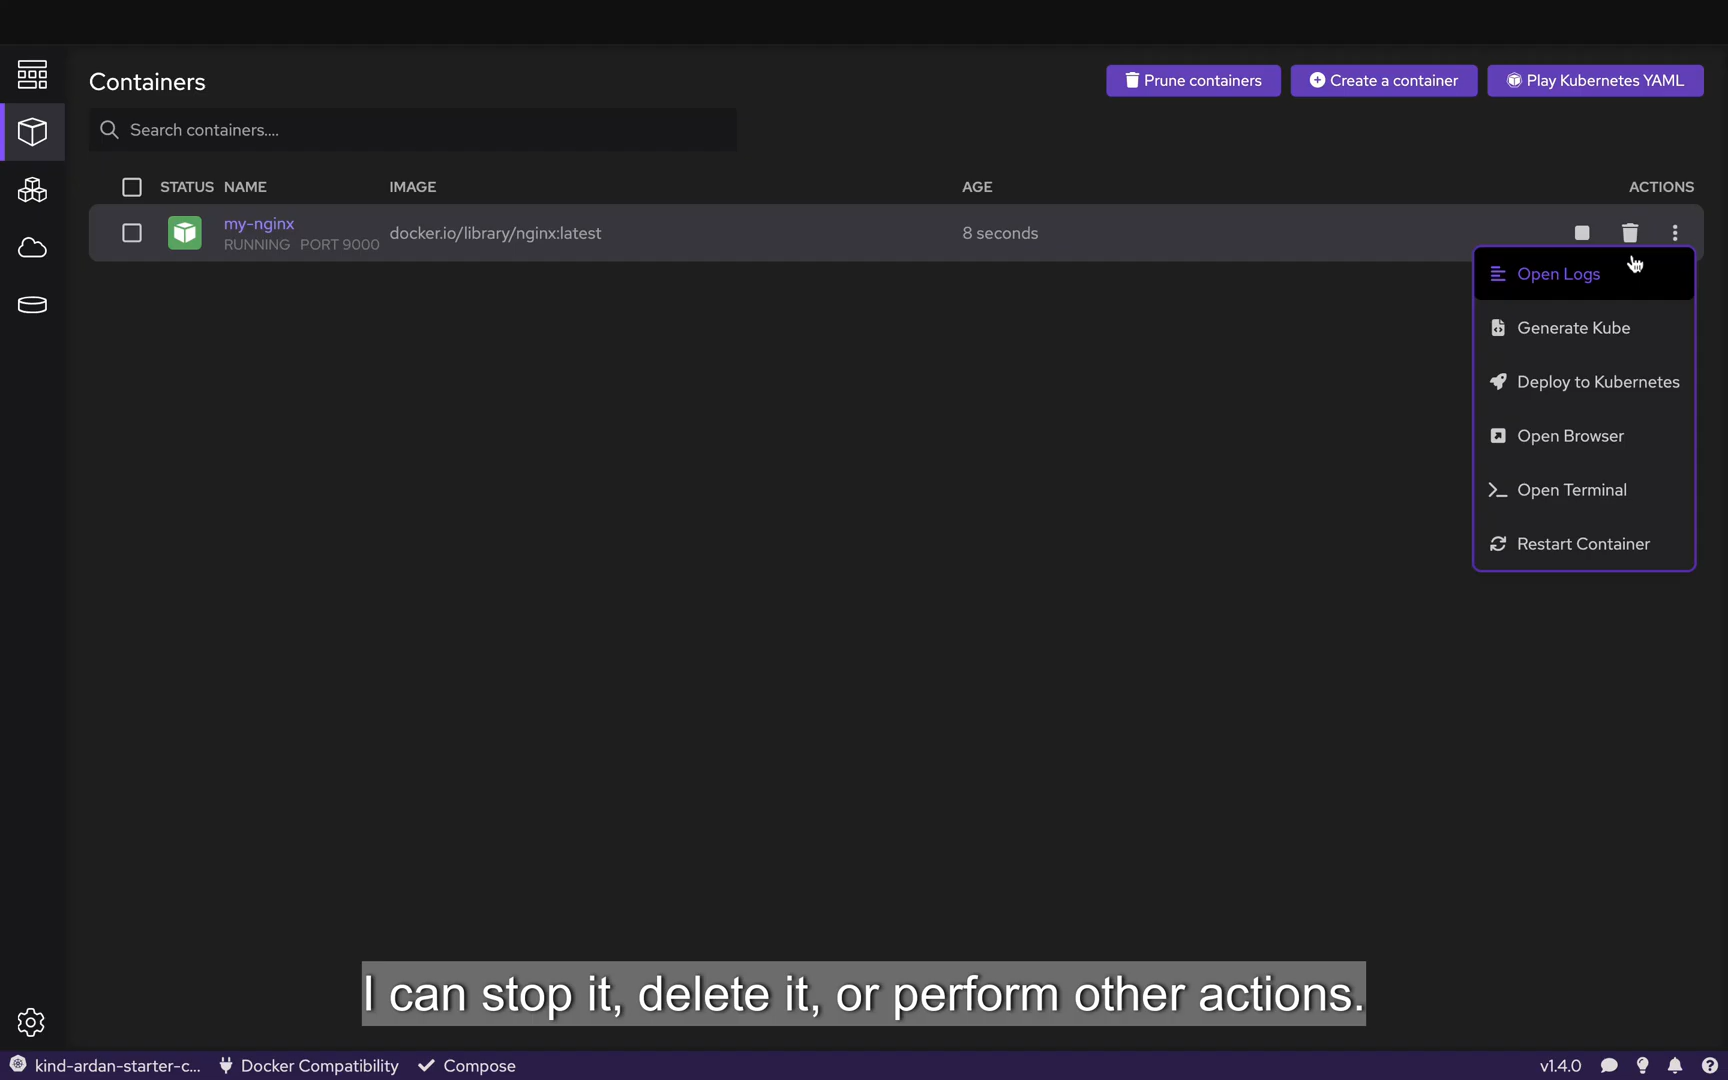 Containers
Prune containers
Create a container
Play Kubernetes YAML
Search containers....
STATUS NAME IMAGE AGE ACTIONS
my-nginx
RUNNING PORT 9000
docker.io/library/nginx:latest
8 seconds
Open Logs
Generate Kube
Deploy to Kubernetes
Open Browser
Open Terminal
Restart Container
I can stop it, delete it, or perform other actions.
kind-ardan-starter-c... Docker Compatibility Compose v1.4.0